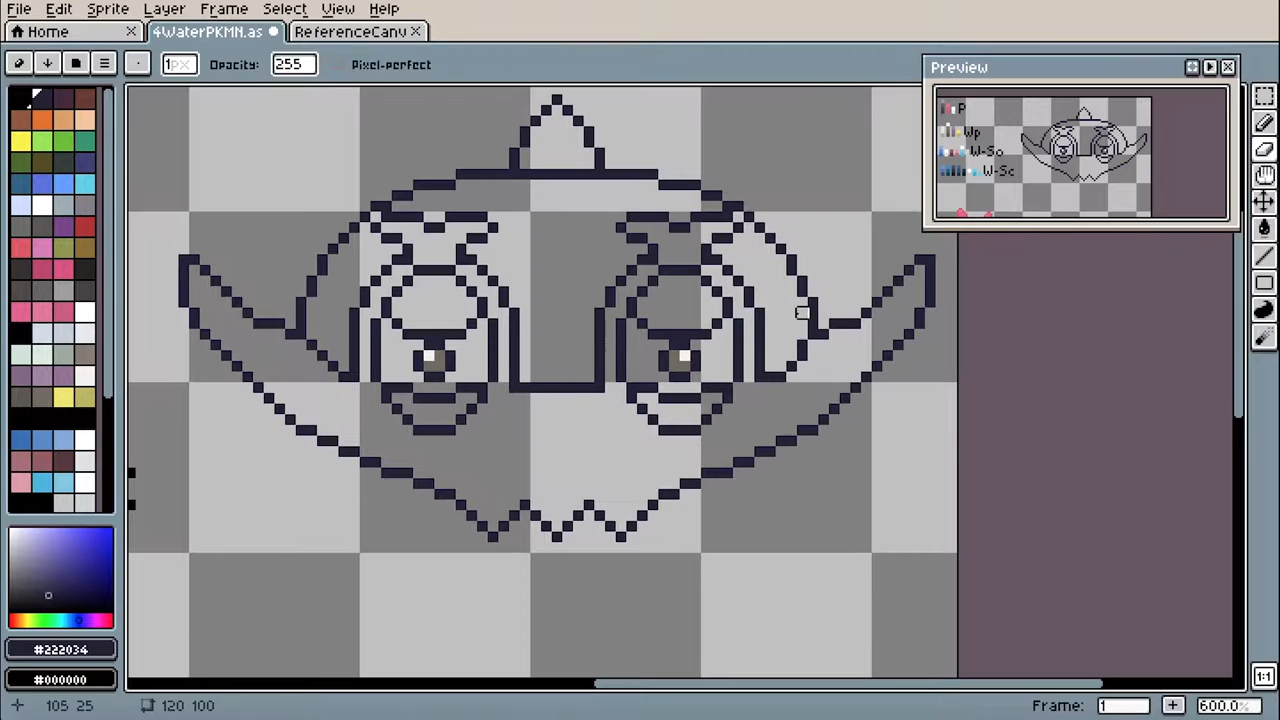 File Edit Sprite Layer Frame Select View Help
Home 4WaterPKMN.as ReferenceCanv
1px Opacity: 255 Pixel-perfect
Preview
P
Wp
W-So
W-Sc
#222034
#000000
105 25 120 100 Frame: 1 600.0%
1:1